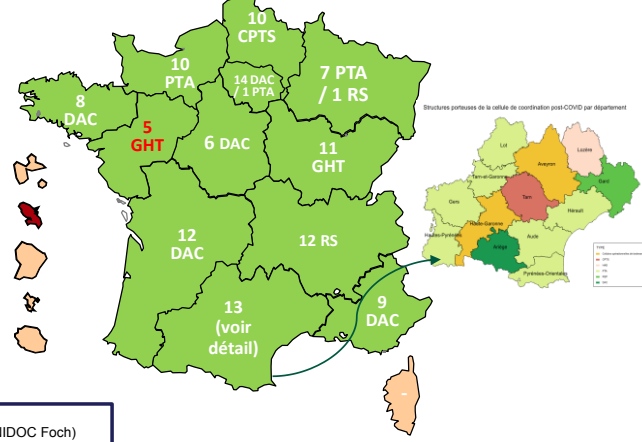 10
CPTS
10
PTA
14 DAC
/ 1 PTA
7 PTA
/ 1 RS
8
DAC
5
GHT
6 DAC
11
GHT
12
DAC
12 RS
13
(voir
détail)
9
DAC
-
Structures porteuses de la cellule de coordination post-COVID par département
Lot
Aveyron
Lozère
Tarn-et-Garonne
Gard
Gers
Tarn
Hérault
Haute-Garonne
Hautes-Pyrénées
Aude
Ariège
Pyrénées-Orientales
IIDOC Foch)